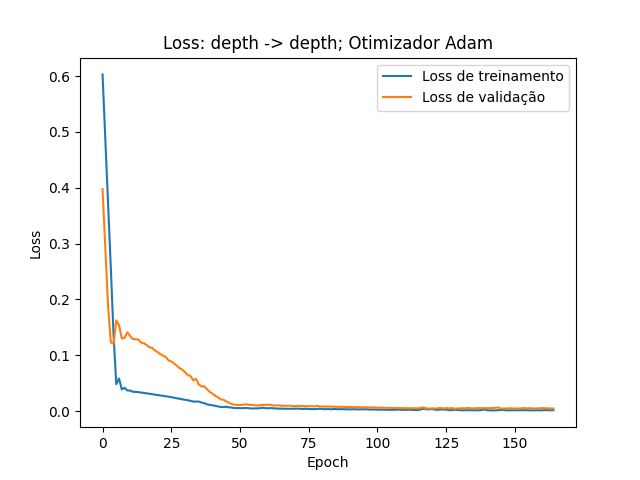 Loss: depth -> depth; Otimizador Adam
Loss de treinamento
Loss de validação
0.6
0.5
0.4
0.3
0.2
0.1
0.0
Loss
0 25 50 75 100 125 150
Epoch